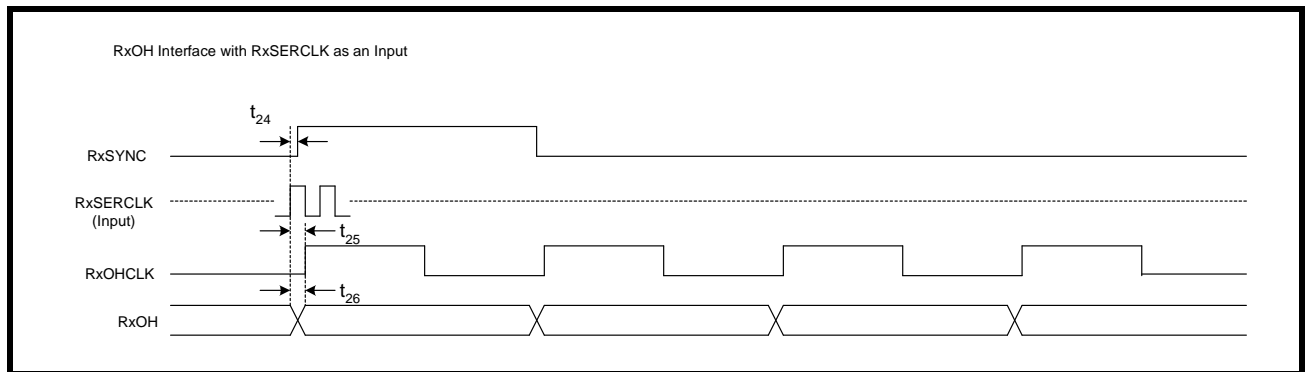 RxOH Interface with RxSERCLK as an Input
t24
RxSYNC
RxSERCLK
(Input)
t25
RxOHCLK
t26
RxOH